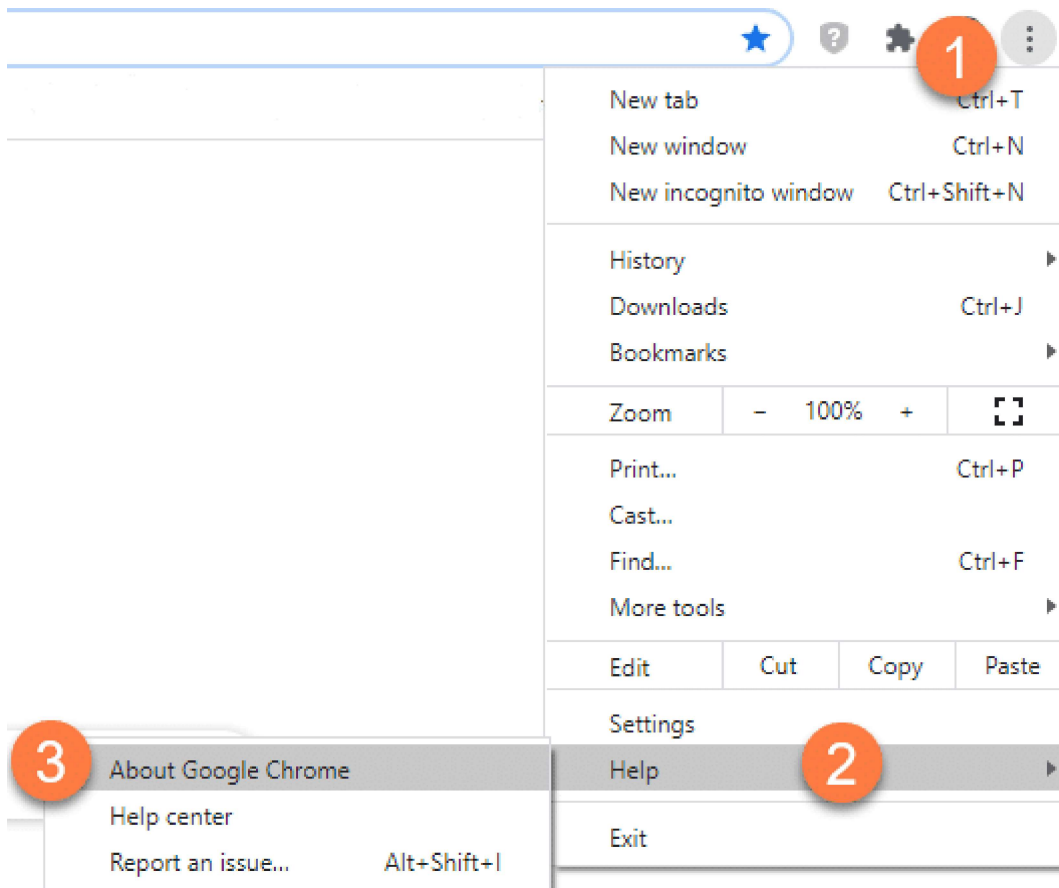 ?
1
New tab Ctrl+T
New window Ctrl+N
New incognito window Ctrl+Shift+N
History
Downloads Ctrl+J
Bookmarks
Zoom - 100% +
Print... Ctrl+P
Cast...
Find... Ctrl+F
More tools
Edit Cut Copy Paste
Settings
Help 2
Exit
3 About Google Chrome
Help center
Report an issue... Alt+Shift+I